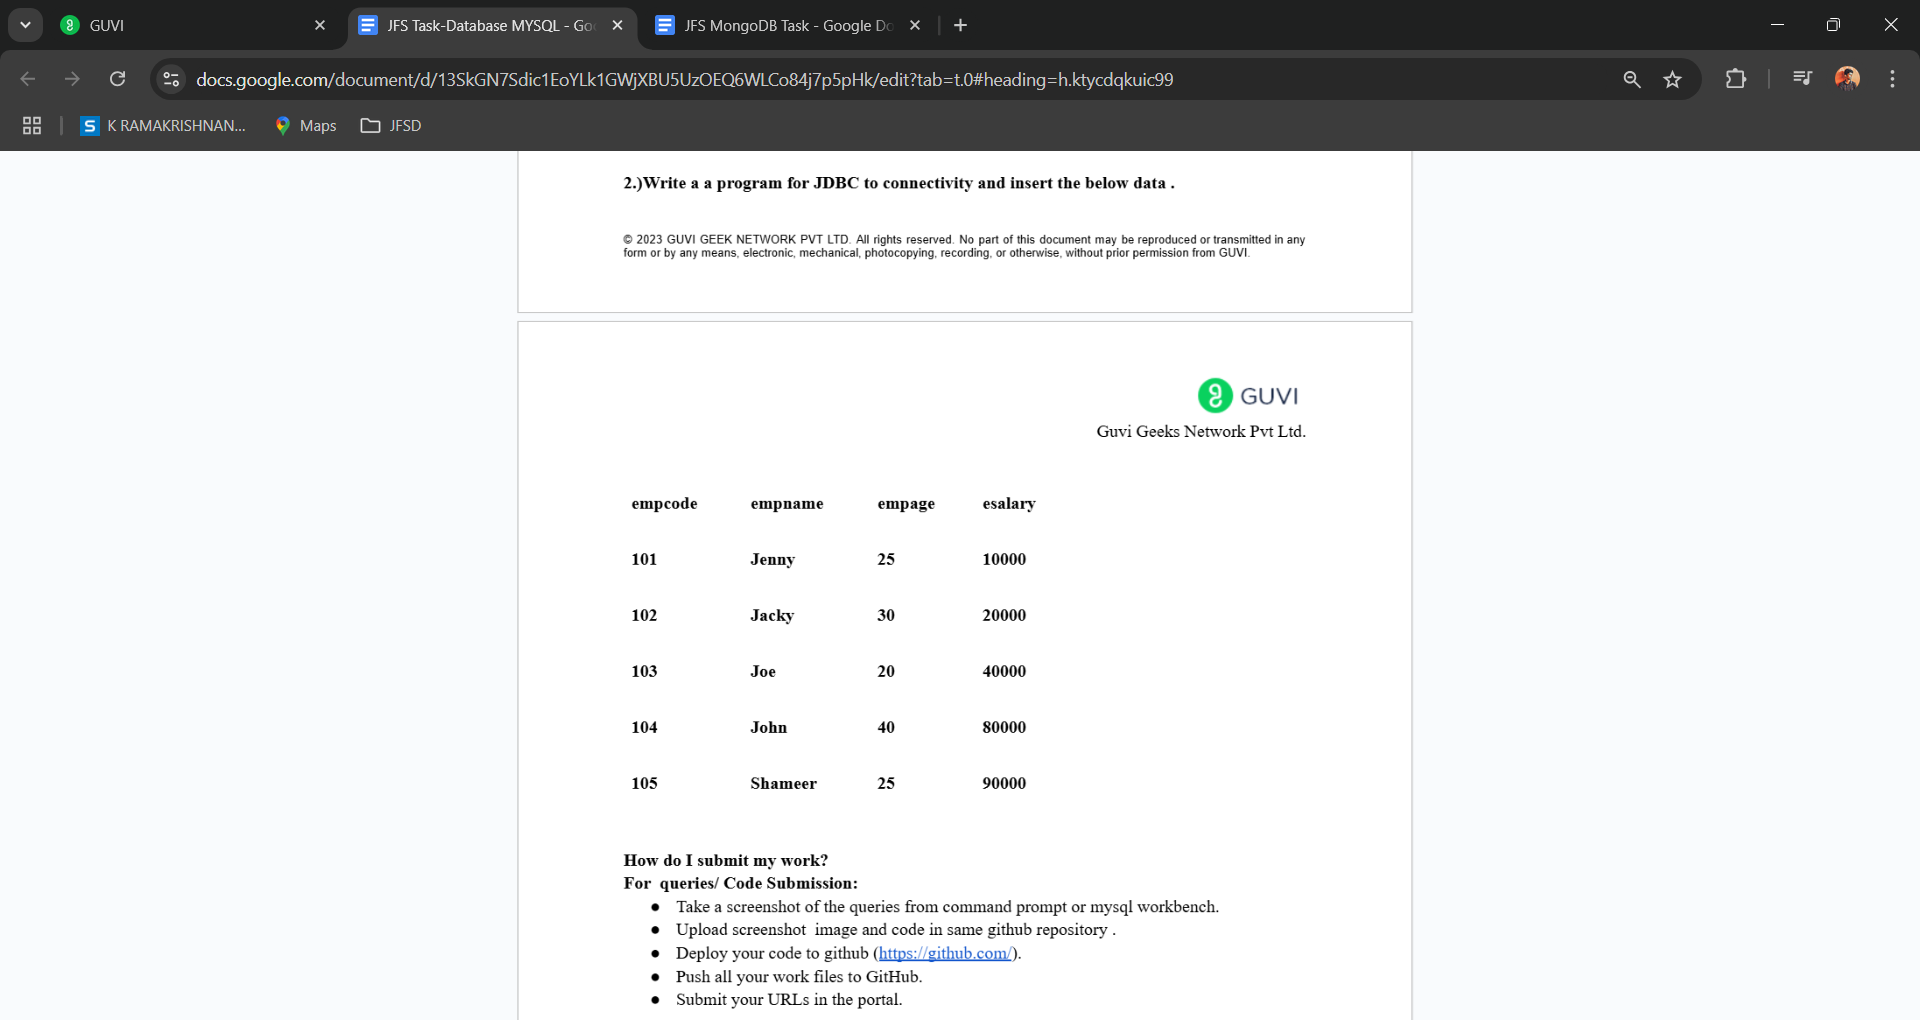 GUVI
JFS Task-Database MYSQL - Goo
JFS MongoDB Task - Google Do
docs.google.com/document/d/13SkGN7Sdic1EoYLk1GWjXBU5UzOEQ6WLCo84j7p5pHk/edit?tab=t.0#heading=h.ktycdqkuic99
S K RAMAKRISHNAN...
Maps
JFSD
2.)Write a a program for JDBC to connectivity and insert the below data .
© 2023 GUVI GEEK NETWORK PVT LTD. All rights reserved. No part of this document may be reproduced or transmitted in any
form or by any means, electronic, mechanical, photocopying, recording, or otherwise, without prior permission from GUVI.
GUVI
Guvi Geeks Network Pvt Ltd.
empcode empname empage esalary
101 Jenny 25 10000
102 Jacky 30 20000
103 Joe 20 40000
104 John 40 80000
105 Shameer 25 90000
How do I submit my work?
For queries/ Code Submission:
● Take a screenshot of the queries from command prompt or mysql workbench.
● Upload screenshot image and code in same github repository .
● Deploy your code to github (https://github.com/).
● Push all your work files to GitHub.
● Submit your URLs in the portal.